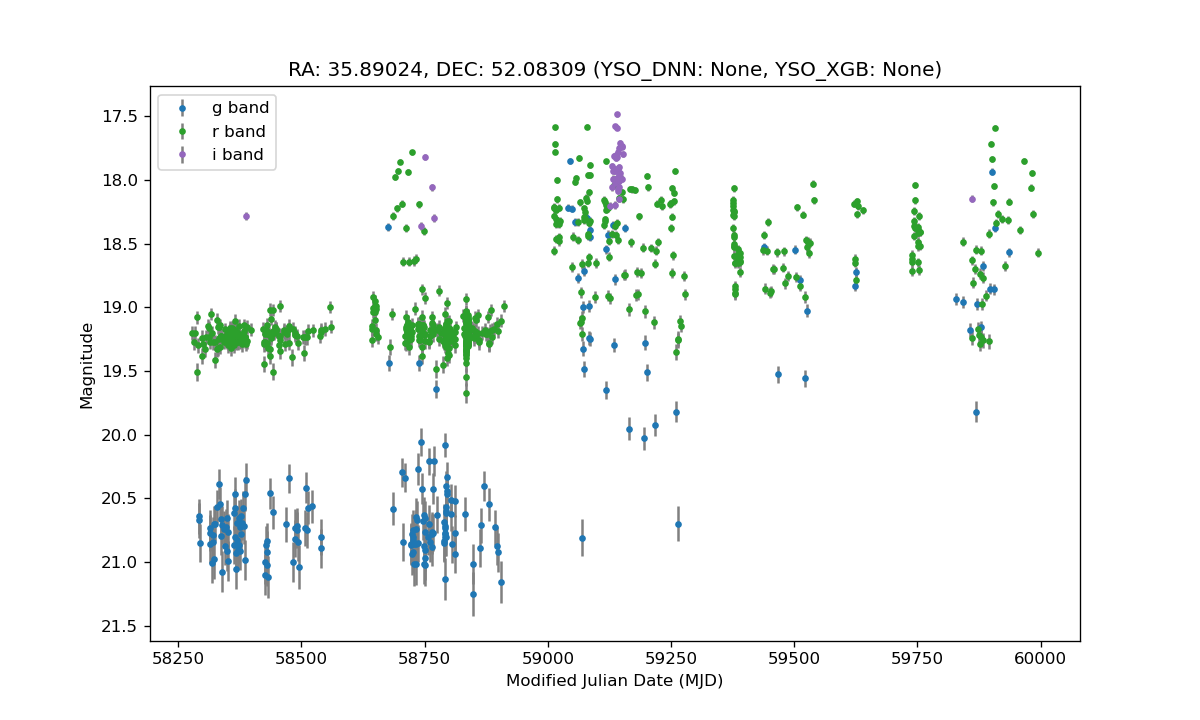 RA: 35.89024, DEC: 52.08309 (YSO_DNN: None, YSO_XGB: None)
g band
r band
i band
17.5
18.0
18.5
19.0
19.5
20.0
20.5
21.0
21.5
Magnitude
58250 58500 58750 59000 59250 59500 59750 60000
Modified Julian Date (MJD)